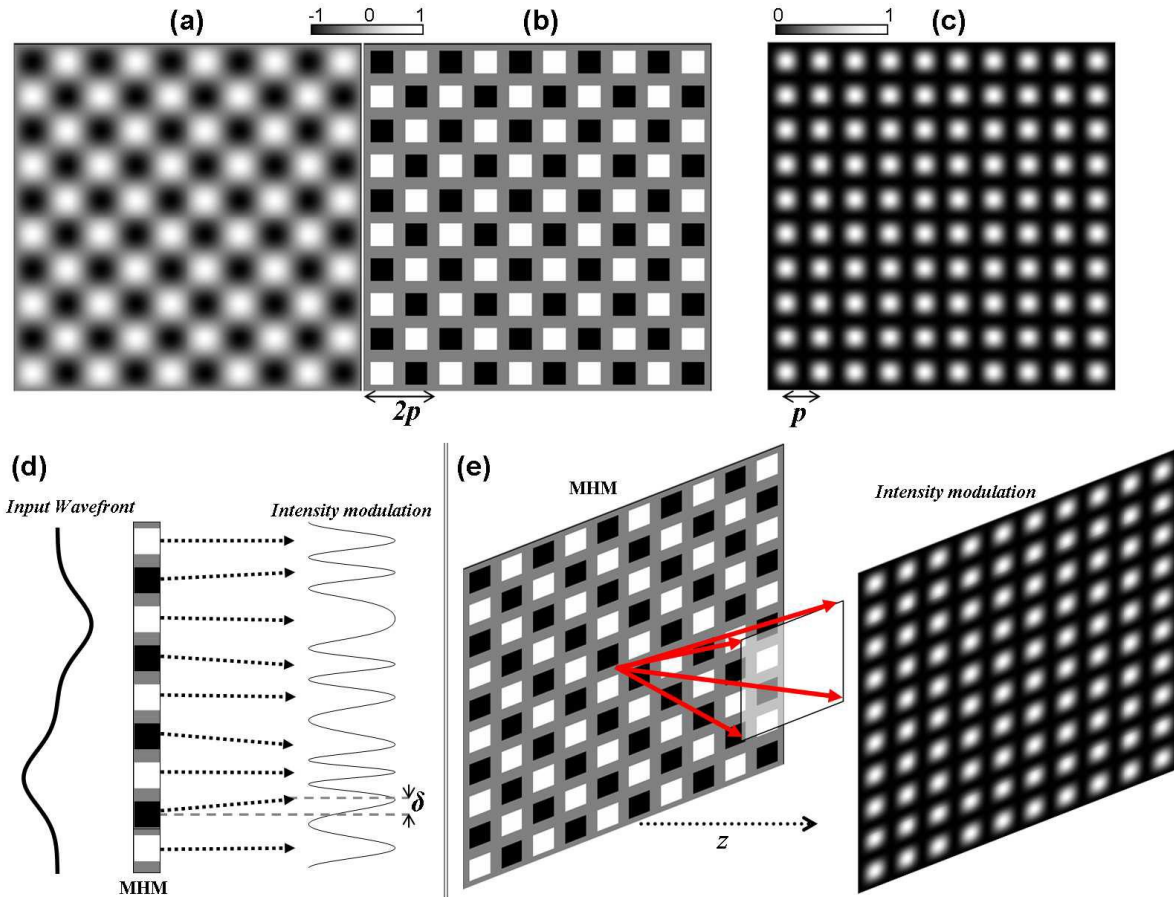 (a) -1 0 1 (b) 0 1 (c)
2p p
(d) (e)
Input Wavefront
Intensity modulation
δ
MHM
MHM
Intensity modulation
z